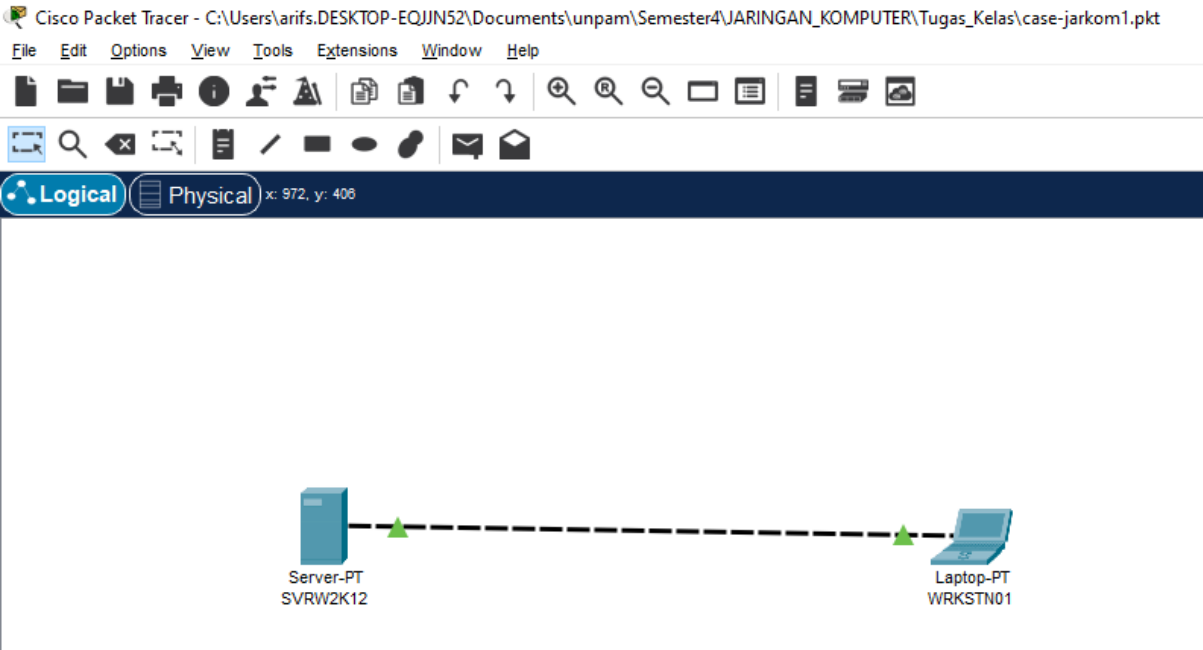 Cisco Packet Tracer - C:\Users\arifs.DESKTOP-EQJJN52\Documents\unpam\Semester4\JARINGAN_KOMPUTER\Tugas_Kelas\case-jarkom1.pkt
File Edit Options View Tools Extensions Window Help
Logical Physical x: 972, y: 406
Server-PT
SVRW2K12
Laptop-PT
WRKSTN01